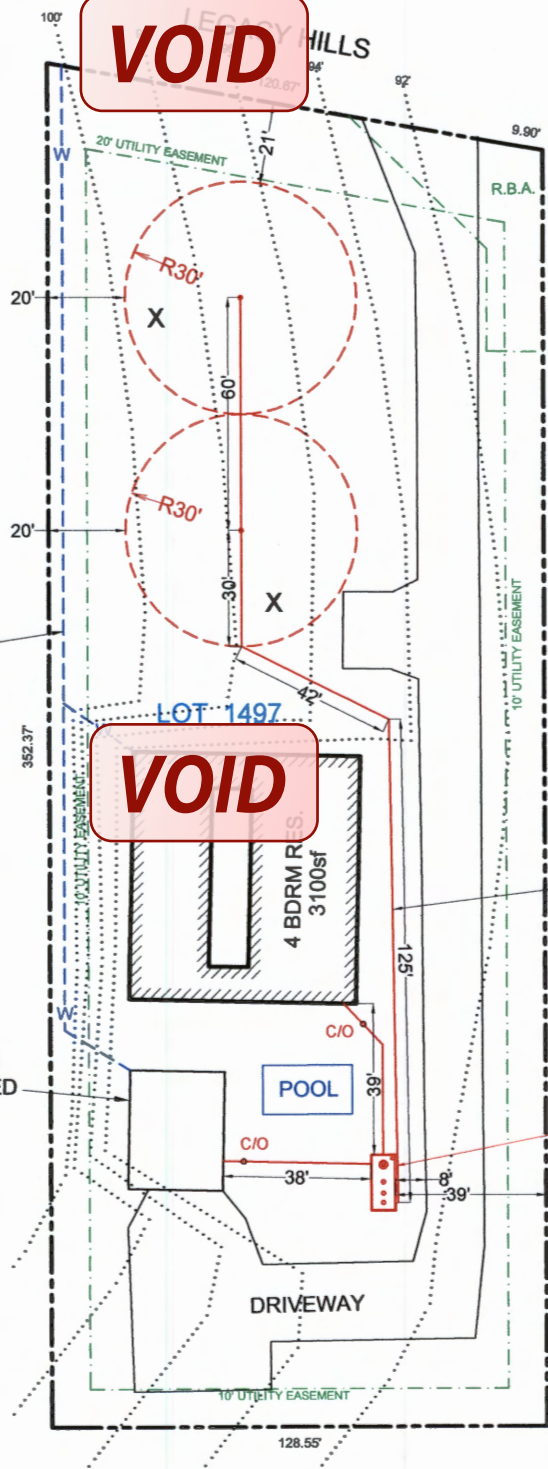 LEGACY HILLS
VOID
100'
94'
92'
120.67'
9.90'
21'
20' UTILITY EASEMENT
W
R.B.A.
R30'
20'
X
60'
R30'
20'
30'
X
10' UTILITY EASEMENT
42'
LOT 1497
352.37'
VOID
10' UTILITY EASEMENT
4 BDRM RES.
3100sf
125'
W
C/O
39'
POOL
ED
C/O
38'
8'
39'
DRIVEWAY
10' UTILITY EASEMENT
128.55'